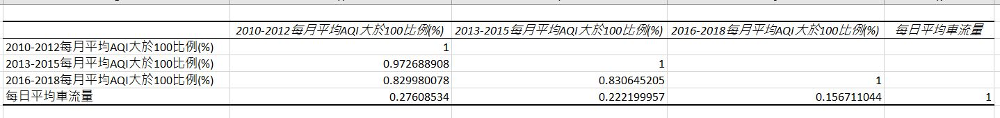 2010-2012每月平均AQI大於100比例(%) 2013-2015每月平均AQI大於100比例(%) 2016-2018每月平均AQI大於100比例(%) 每日平均車流量
2010-2012每月平均AQI大於100比例(%) 1
2013-2015每月平均AQI大於100比例(%) 0.972688908 1
2016-2018每月平均AQI大於100比例(%) 0.829980078 0.830645205 1
每日平均車流量 0.27608534 0.222199957 0.156711044 1